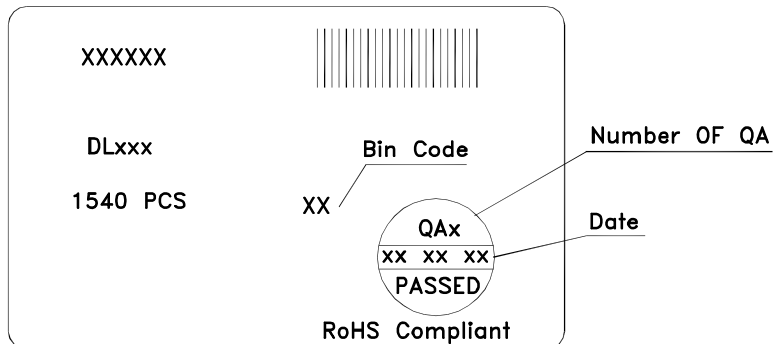 XXXXXX
DLxxx
Bin Code
Number OF QA
1540 PCS
XX
QAx
Date
xx xx xx
PASSED
RoHS Compliant